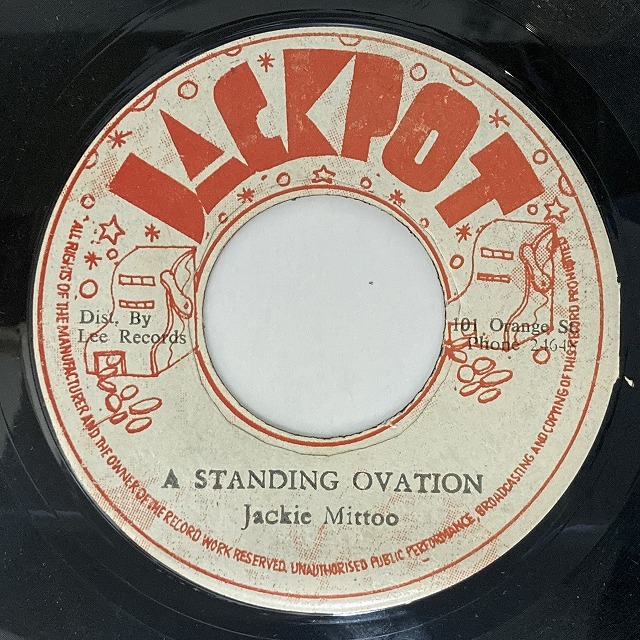 JACKPOT
Dist. By
Lee Records
101 Orange St.
Phone
A STANDING OVATION
Jackie Mittoo
ALL RIGHTS OF THE MANUFACTURER AND THE OWNER OF THE RECORD WORK RESERVED. UNAUTHORISED PUBLIC PERFORMANCE, BROADCASTING AND COPYING OF THIS RECORD PROHIBITED